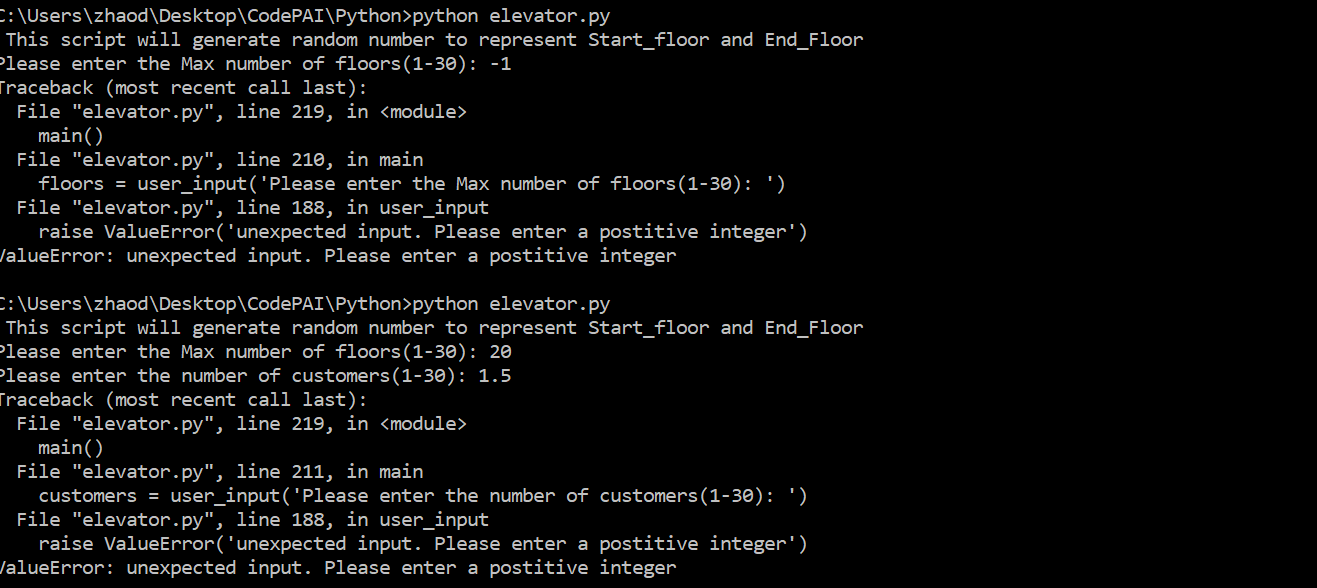 C:\Users\zhaod\Desktop\CodePAI\Python>python elevator.py
This script will generate random number to represent Start_floor and End_Floor
Please enter the Max number of floors(1-30): -1
Traceback (most recent call last):
File "elevator.py", line 219, in <module>
main()
File "elevator.py", line 210, in main
floors = user_input('Please enter the Max number of floors(1-30): ')
File "elevator.py", line 188, in user_input
raise ValueError('unexpected input. Please enter a postitive integer')
ValueError: unexpected input. Please enter a postitive integer
C:\Users\zhaod\Desktop\CodePAI\Python>python elevator.py
This script will generate random number to represent Start_floor and End_Floor
Please enter the Max number of floors(1-30): 20
Please enter the number of customers(1-30): 1.5
Traceback (most recent call last):
File "elevator.py", line 219, in <module>
main()
File "elevator.py", line 211, in main
customers = user_input('Please enter the number of customers(1-30): ')
File "elevator.py", line 188, in user_input
raise ValueError('unexpected input. Please enter a postitive integer')
ValueError: unexpected input. Please enter a postitive integer